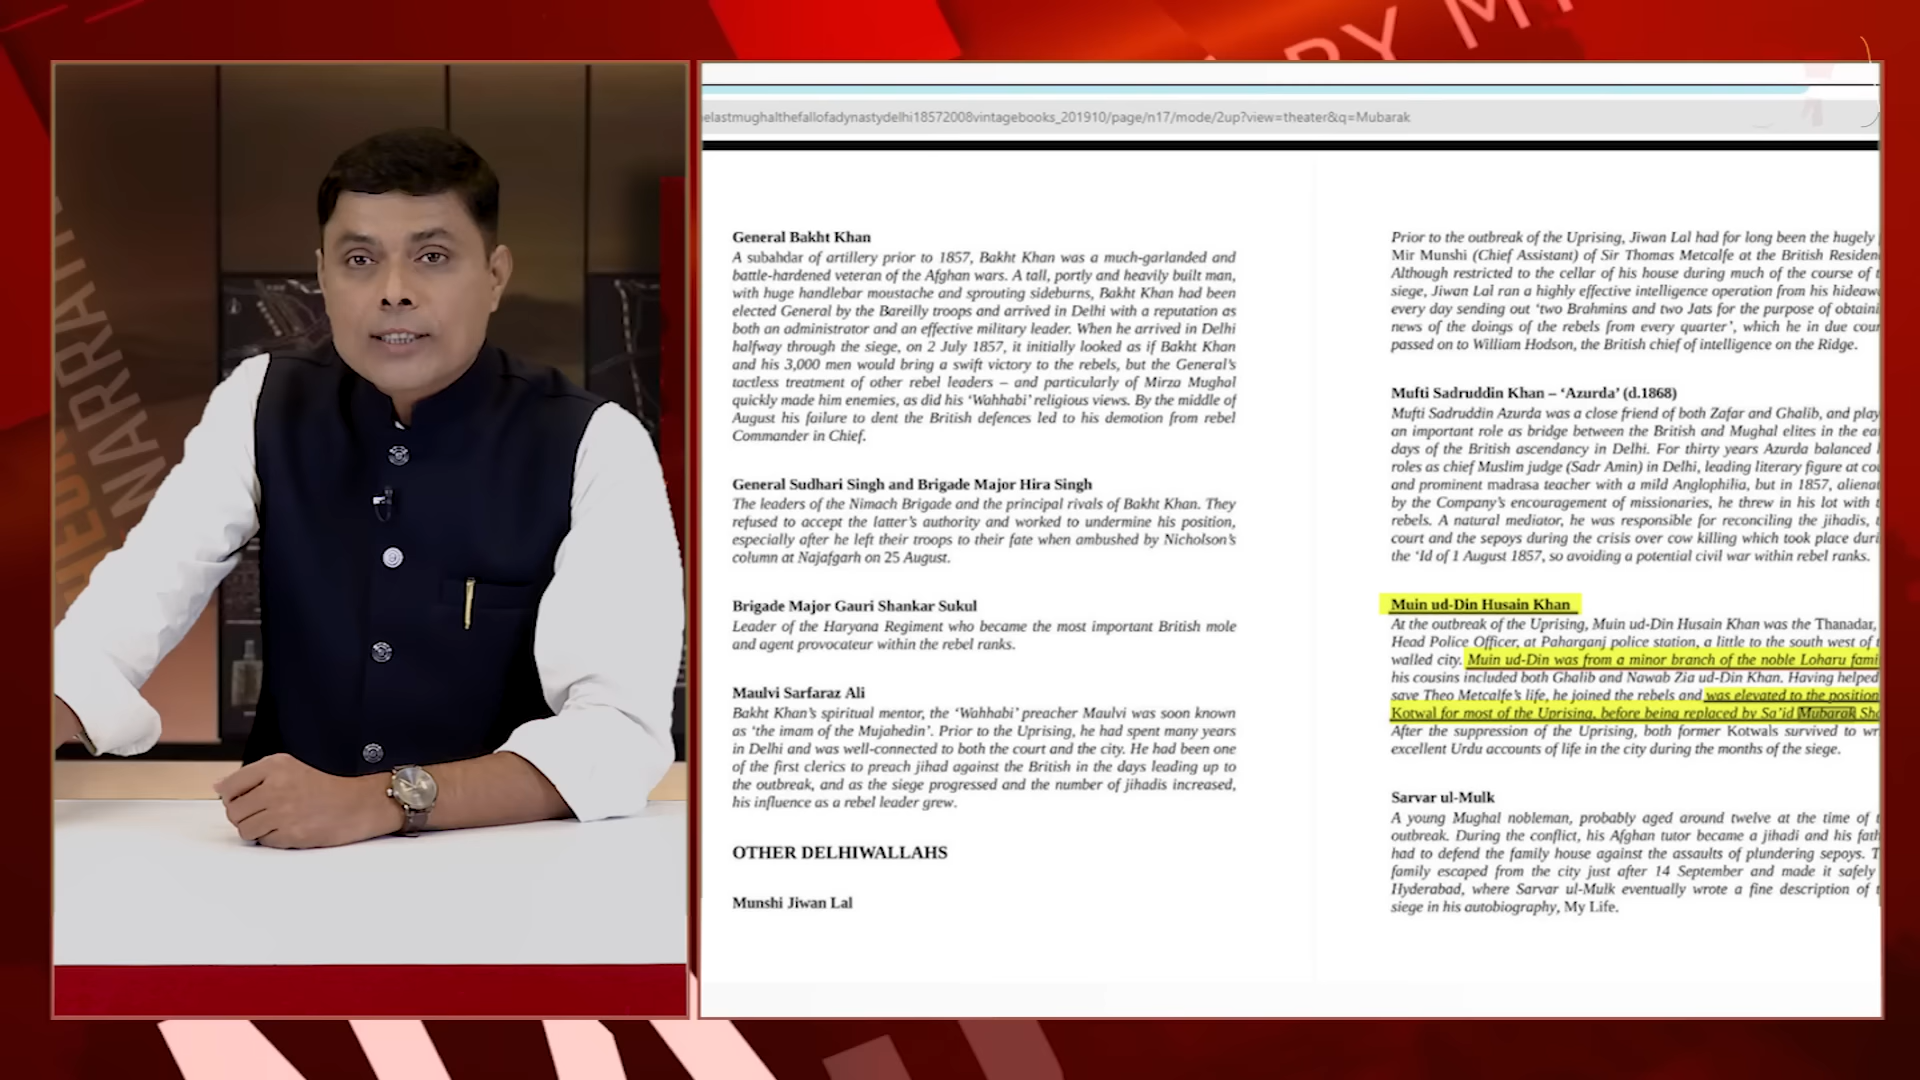 RY M
NARRATI
elastmughalthefallofadynastydelhi18572008vintagebooks_201910/page/n17/mode/2up?view=theater&q=Mubarak
General Bakht Khan
A subahdar of artillery prior to 1857, Bakht Khan was a much-garlanded and
battle-hardened veteran of the Afghan wars. A tall, portly and heavily built man,
with huge handlebar moustache and sprouting sideburns, Bakht Khan had been
elected General by the Bareilly troops and arrived in Delhi with a reputation as
both an administrator and an effective military leader. When he arrived in Delhi
halfway through the siege, on 2 July 1857, it initially looked as if Bakht Khan
and his 3,000 men would bring a swift victory to the rebels, but the General's
tactless treatment of other rebel leaders – and particularly of Mirza Mughal
quickly made him enemies, as did his 'Wahhabi' religious views. By the middle of
August his failure to dent the British defences led to his demotion from rebel
Commander in Chief.
General Sudhari Singh and Brigade Major Hira Singh
The leaders of the Nimach Brigade and the principal rivals of Bakht Khan. They
refused to accept the latter's authority and worked to undermine his position,
especially after he left their troops to their fate when ambushed by Nicholson's
column at Najafgarh on 25 August.
Brigade Major Gauri Shankar Sukul
Leader of the Haryana Regiment who became the most important British mole
and agent provocateur within the rebel ranks.
Maulvi Sarfaraz Ali
Bakht Khan's spiritual mentor, the 'Wahhabi' preacher Maulvi was soon known
as 'the imam of the Mujahedin'. Prior to the Uprising, he had spent many years
in Delhi and was well-connected to both the court and the city. He had been one
of the first clerics to preach jihad against the British in the days leading up to
the outbreak, and as the siege progressed and the number of jihadis increased,
his influence as a rebel leader grew.
OTHER DELHIWALLAHS
Munshi Jiwan Lal
Prior to the outbreak of the Uprising, Jiwan Lal had for long been the hugely
Mir Munshi (Chief Assistant) of Sir Thomas Metcalfe at the British Residen
Although restricted to the cellar of his house during much of the course of t
siege, Jiwan Lal ran a highly effective intelligence operation from his hideawa
every day sending out 'two Brahmins and two Jats for the purpose of obtaini
news of the doings of the rebels from every quarter', which he in due cour
passed on to William Hodson, the British chief of intelligence on the Ridge.
Mufti Sadruddin Khan – 'Azurda' (d.1868)
Mufti Sadruddin Azurda was a close friend of both Zafar and Ghalib, and play
an important role as bridge between the British and Mughal elites in the ear
days of the British ascendancy in Delhi. For thirty years Azurda balanced
roles as chief Muslim judge (Sadr Amin) in Delhi, leading literary figure at cou
and prominent madrasa teacher with a mild Anglophilia, but in 1857, alienat
by the Company's encouragement of missionaries, he threw in his lot with t
rebels. A natural mediator, he was responsible for reconciling the jihadis, t
court and the sepoys during the crisis over cow killing which took place duri
the 'Id of 1 August 1857, so avoiding a potential civil war within rebel ranks.
Muin ud-Din Husain Khan
At the outbreak of the Uprising, Muin ud-Din Husain Khan was the Thanadar,
Head Police Officer, at Paharganj police station, a little to the south west of t
walled city. Muin ud-Din was from a minor branch of the noble Loharu fami
his cousins included both Ghalib and Nawab Zia ud-Din Khan. Having helped
save Theo Metcalfe's life, he joined the rebels and was elevated to the position
Kotwal for most of the Uprising, before being replaced by Sa'id Mubarak Sha
After the suppression of the Uprising, both former Kotwals survived to wr
excellent Urdu accounts of life in the city during the months of the siege.
Sarvar ul-Mulk
A young Mughal nobleman, probably aged around twelve at the time of t
outbreak. During the conflict, his Afghan tutor became a jihadi and his fath
had to defend the family house against the assaults of plundering sepoys. T
family escaped from the city just after 14 September and made it safely
Hyderabad, where Sarvar ul-Mulk eventually wrote a fine description of t
siege in his autobiography, My Life.